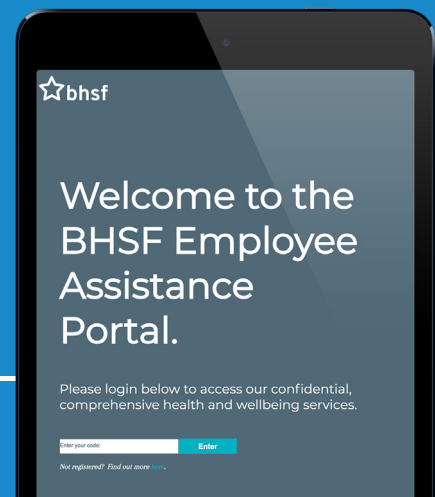 bhsf
Welcome to the
BHSF Employee
Assistance
Portal.
Please login below to access our confidential,
comprehensive health and wellbeing services.
Enter your code: Enter
Not registered? Find out more here.